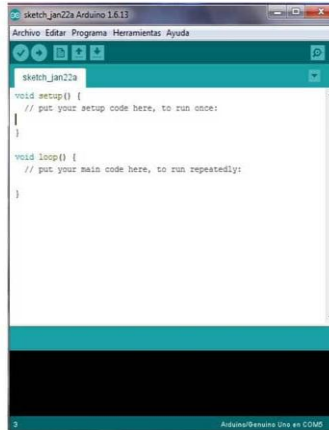 sketch_jan22a Arduino 1.6.13
Archivo Editar Programa Herramientas Ayuda
sketch_jan22a
void setup() {
// put your setup code here, to run once:
}
void loop() {
// put your main code here, to run repeatedly:
}
3 Arduino/Genuino Uno en COM5